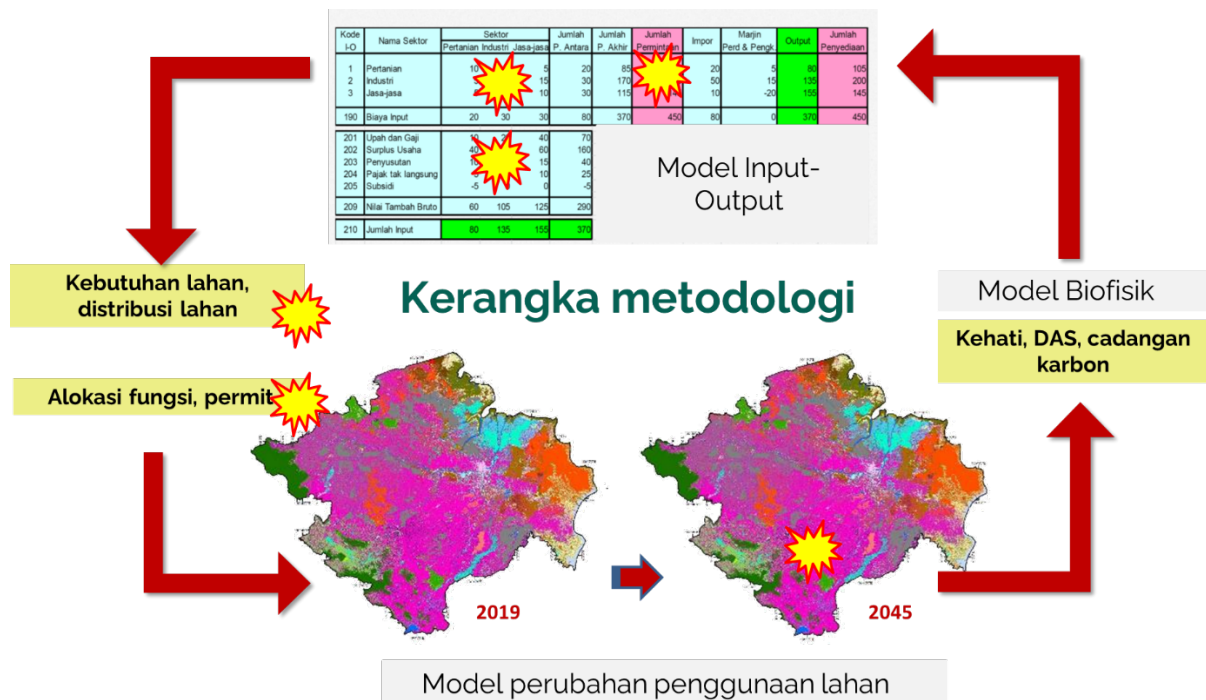 Kode Nama Sektor Sektor Jumlah Jumlah Jumlah Impor Marjin Output Jumlah
I-O Pertanian Industri Jasa-jasa P. Antara P. Akhir Permintaan Perd & Pengk. Penyediaan
1 Pertanian 10 5 20 85 20 5 80 105
2 Industri 5 15 30 170 50 15 135 200
3 Jasa-jasa 10 30 115 10 -20 155 145
190 Biaya Input 20 30 30 80 370 450 80 0 370 450
201 Upah dan Gaji 10 40 70
202 Surplus Usaha 40 60 160
203 Penyusutan 10 15 40
204 Pajak tak langsung 10 25
205 Subsidi -5 0 -5
209 Nilai Tambah Bruto 60 105 125 290
210 Jumlah Input 80 135 155 370
Model Input-
Output
Kebutuhan lahan,
distribusi lahan
Alokasi fungsi, permit
Kerangka metodologi
Model Biofisik
Kehati, DAS, cadangan
karbon
2019
2045
Model perubahan penggunaan lahan